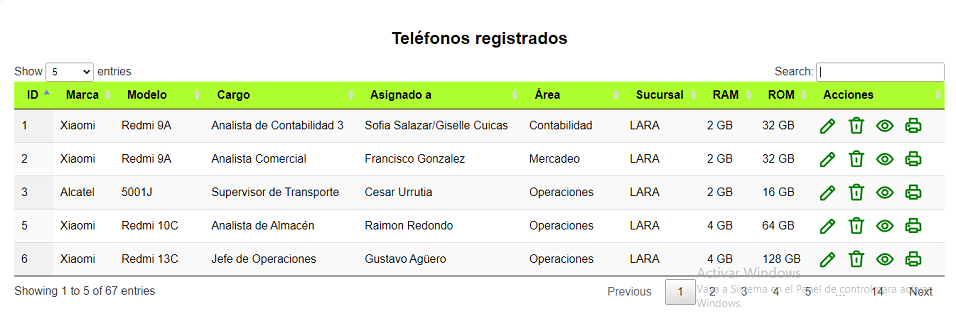 Teléfonos registrados
Show 5 entries Search:
ID Marca Modelo Cargo Asignado a Área Sucursal RAM ROM Acciones
1 Xiaomi Redmi 9A Analista de Contabilidad 3 Sofia Salazar/Giselle Cuicas Contabilidad LARA 2 GB 32 GB
2 Xiaomi Redmi 9A Analista Comercial Francisco Gonzalez Mercadeo LARA 2 GB 32 GB
3 Alcatel 5001J Supervisor de Transporte Cesar Urrutia Operaciones LARA 2 GB 16 GB
5 Xiaomi Redmi 10C Analista de Almacén Raimon Redondo Operaciones LARA 4 GB 64 GB
6 Xiaomi Redmi 13C Jefe de Operaciones Gustavo Agüero Operaciones LARA 4 GB 128 GB
Activar Windows
Showing 1 to 5 of 67 entries Previous 1 2 3 4 5 … 14 Next
Vaya a Sistema en el Panel de control para activar
Windows.